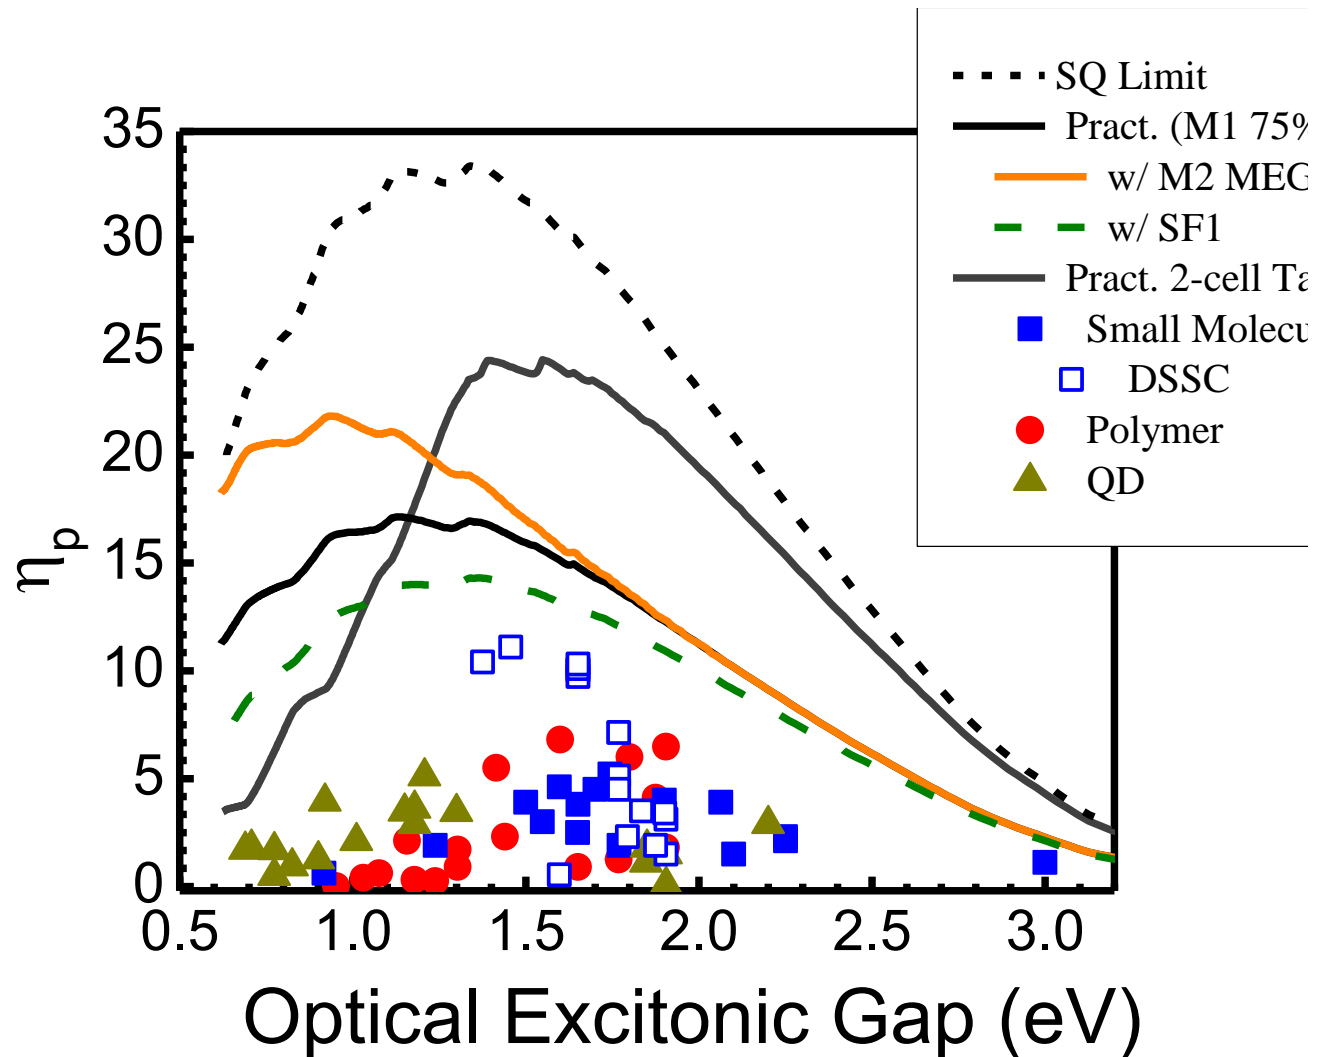 SQ Limit
Pract. (M1 75%
w/ M2 MEG
w/ SF1
Pract. 2-cell Ta
Small Molecu
DSSC
Polymer
QD
35
30
25
20
15
10
5
0
ηp
0.5 1.0 1.5 2.0 2.5 3.0
Optical Excitonic Gap (eV)